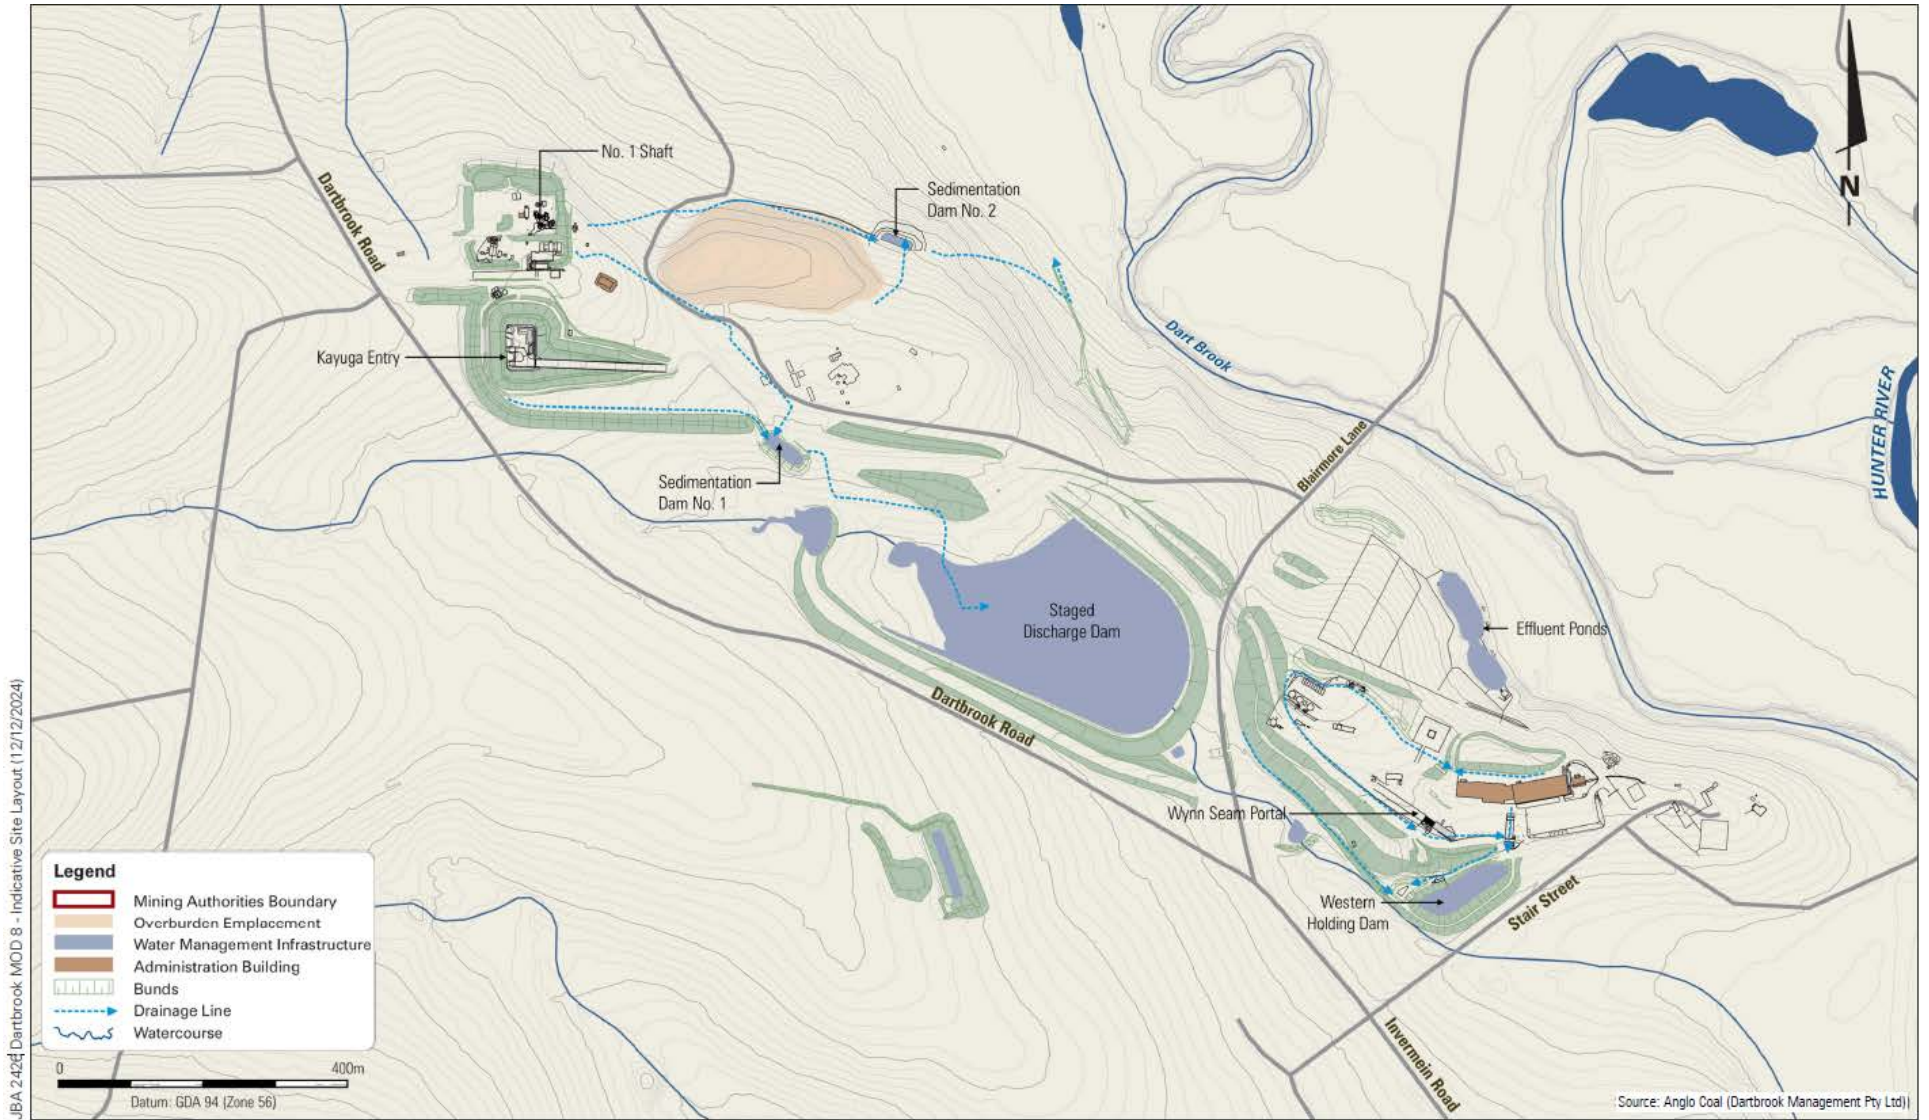 No. 1 Shaft
Sedimentation
Dam No. 2
N
Dartbrook Road
Kayuga Entry
Dart Brook
HUNTER RIVER
Blairmore Lane
Sedimentation
Dam No. 1
Staged
Discharge Dam
Effluent Ponds
Dartbrook Road
Wynn Seam Portal
Western
Holding Dam
Stair Street
Invermein Road
Legend
Mining Authorities Boundary
Overburden Emplacement
Water Management Infrastructure
Administration Building
Bunds
Drainage Line
Watercourse
0 400m
Datum: GDA 94 (Zone 56)
Source: Anglo Coal (Dartbrook Management Pty Ltd))
Dartbrook MOD 8 - Indicative Site Layout (12/12/2024)